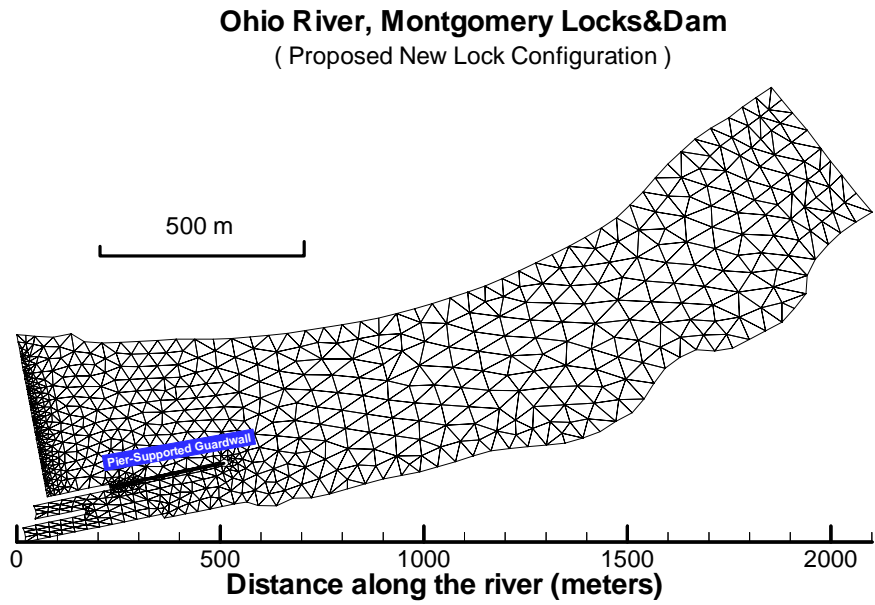 Ohio River, Montgomery Locks&Dam
( Proposed New Lock Configuration )
500 m
Pier-Supported Guardwall
0 500 1000 1500 2000
Distance along the river (meters)